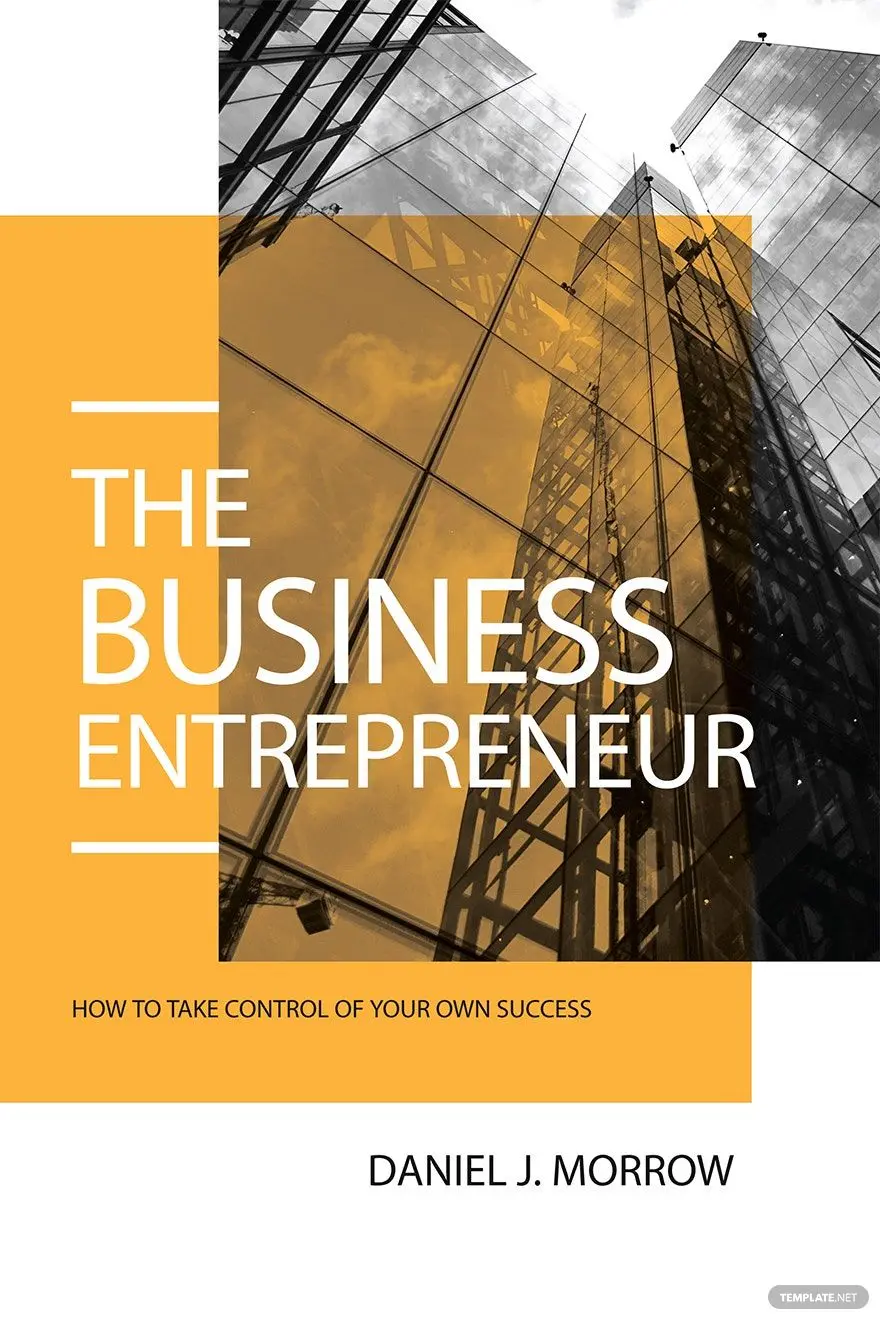 THE
BUSINESS
ENTREPRENEUR
HOW TO TAKE CONTROL OF YOUR OWN SUCCESS
DANIEL J. MORROW
TEMPLATE.NET